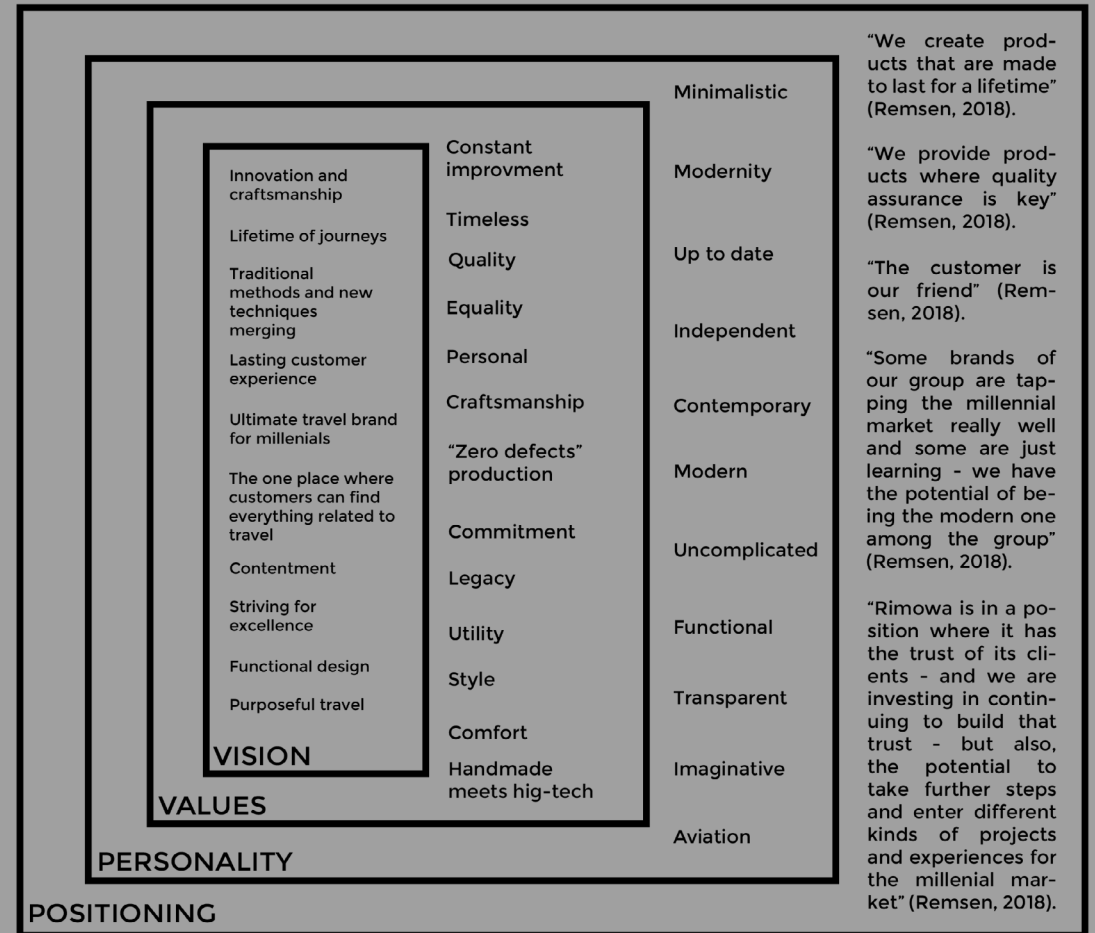 Innovation and
craftsmanship
Lifetime of journeys
Traditional
methods and new
techniques
merging
Lasting customer
experience
Ultimate travel brand
for millenials
The one place where
customers can find
everything related to
travel
Contentment
Striving for
excellence
Functional design
Purposeful travel
VISION
Constant
improvment
Timeless
Quality
Equality
Personal
Craftsmanship
“Zero defects”
production
Commitment
Legacy
Utility
Style
Comfort
Handmade
meets hig-tech
VALUES
Minimalistic
Modernity
Up to date
Independent
Contemporary
Modern
Uncomplicated
Functional
Transparent
Imaginative
Aviation
PERSONALITY
“We create prod-
ucts that are made
to last for a lifetime”
(Remsen, 2018).
“We provide prod-
ucts where quality
assurance is key”
(Remsen, 2018).
“The customer is
our friend” (Rem-
sen, 2018).
“Some brands of
our group are tap-
ping the millennial
market really well
and some are just
learning - we have
the potential of be-
ing the modern one
among the group”
(Remsen, 2018).
“Rimowa is in a po-
sition where it has
the trust of its cli-
ents - and we are
investing in contin-
uing to build that
trust - but also,
the potential to
take further steps
and enter different
kinds of projects
and experiences for
the millenial mar-
ket” (Remsen, 2018).
POSITIONING